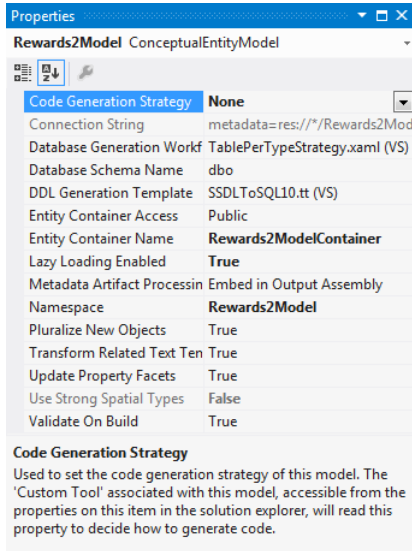 Properties
Rewards2Model ConceptualEntityModel
Code Generation Strategy None
Connection String metadata=res://*/Rewards2Mod
Database Generation Workf TablePerTypeStrategy.xaml (VS)
Database Schema Name dbo
DDL Generation Template SSDLToSQL10.tt (VS)
Entity Container Access Public
Entity Container Name Rewards2ModelContainer
Lazy Loading Enabled True
Metadata Artifact Processin Embed in Output Assembly
Namespace Rewards2Model
Pluralize New Objects True
Transform Related Text Ten True
Update Property Facets True
Use Strong Spatial Types False
Validate On Build True
Code Generation Strategy
Used to set the code generation strategy of this model. The
'Custom Tool' associated with this model, accessible from the
properties on this item in the solution explorer, will read this
property to decide how to generate code.